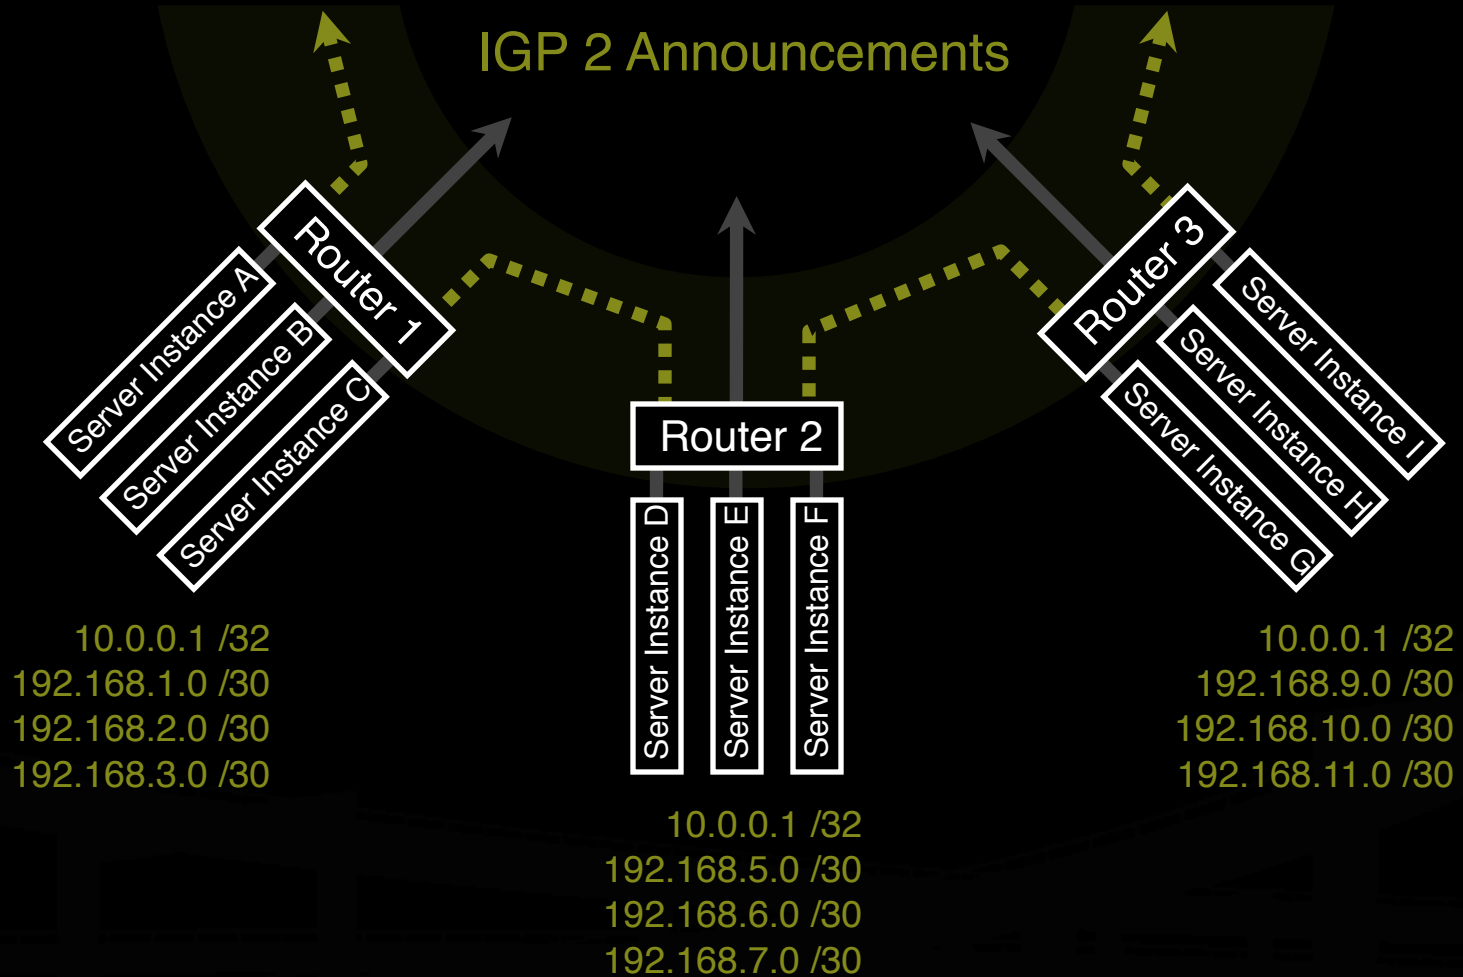 IGP 2 Announcements
Router 1
Server Instance A
Server Instance B
Server Instance C
10.0.0.1 /32
192.168.1.0 /30
192.168.2.0 /30
192.168.3.0 /30
Router 2
Server Instance D
Server Instance E
Server Instance F
10.0.0.1 /32
192.168.5.0 /30
192.168.6.0 /30
192.168.7.0 /30
Router 3
Server Instance I
Server Instance H
Server Instance G
10.0.0.1 /32
192.168.9.0 /30
192.168.10.0 /30
192.168.11.0 /30